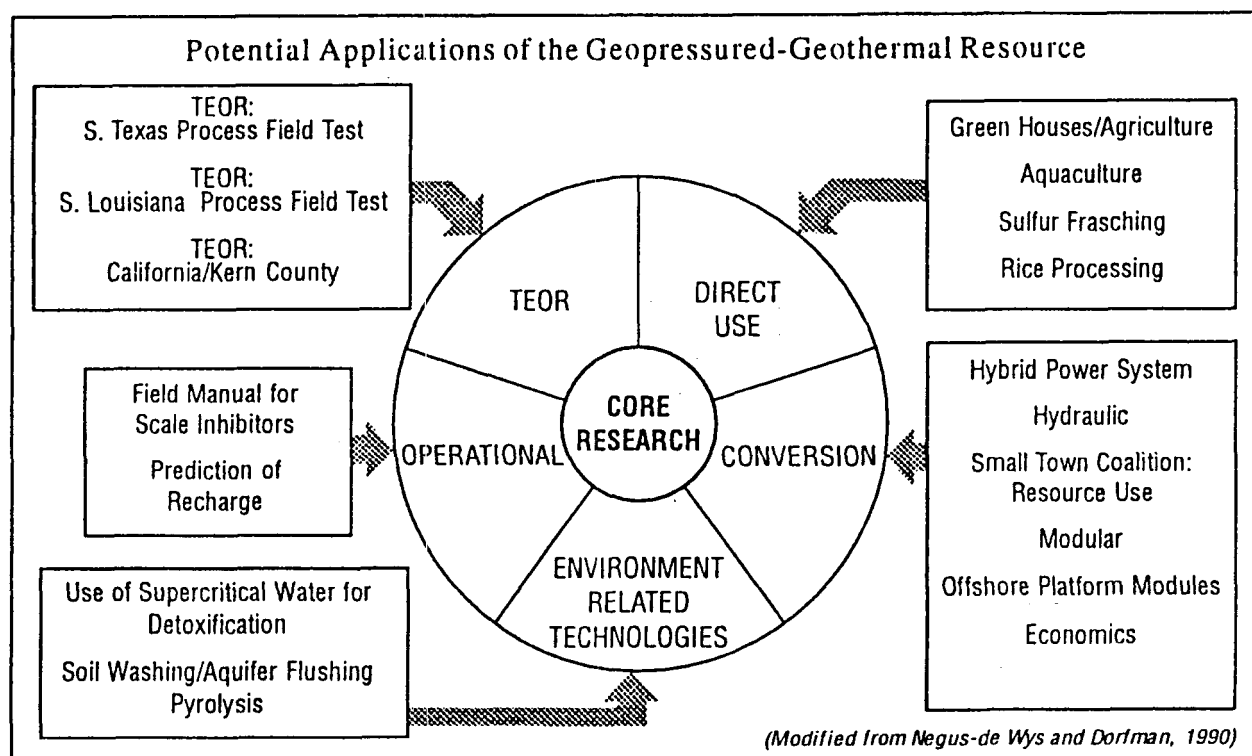 Potential Applications of the Geopressured-Geothermal Resource
TEOR:
S. Texas Process Field Test
TEOR:
S. Louisiana Process Field Test
TEOR:
California/Kern County
Green Houses/Agriculture
Aquaculture
Sulfur Frasching
Rice Processing
TEOR
DIRECT
USE
CORE
RESEARCH
OPERATIONAL
CONVERSION
ENVIRONMENT
RELATED
TECHNOLOGIES
Field Manual for
Scale Inhibitors
Prediction of
Recharge
Hybrid Power System
Hydraulic
Small Town Coalition:
Resource Use
Modular
Offshore Platform Modules
Economics
Use of Supercritical Water for
Detoxification
Soil Washing/Aquifer Flushing
Pyrolysis
(Modified from Negus-de Wys and Dorfman, 1990)